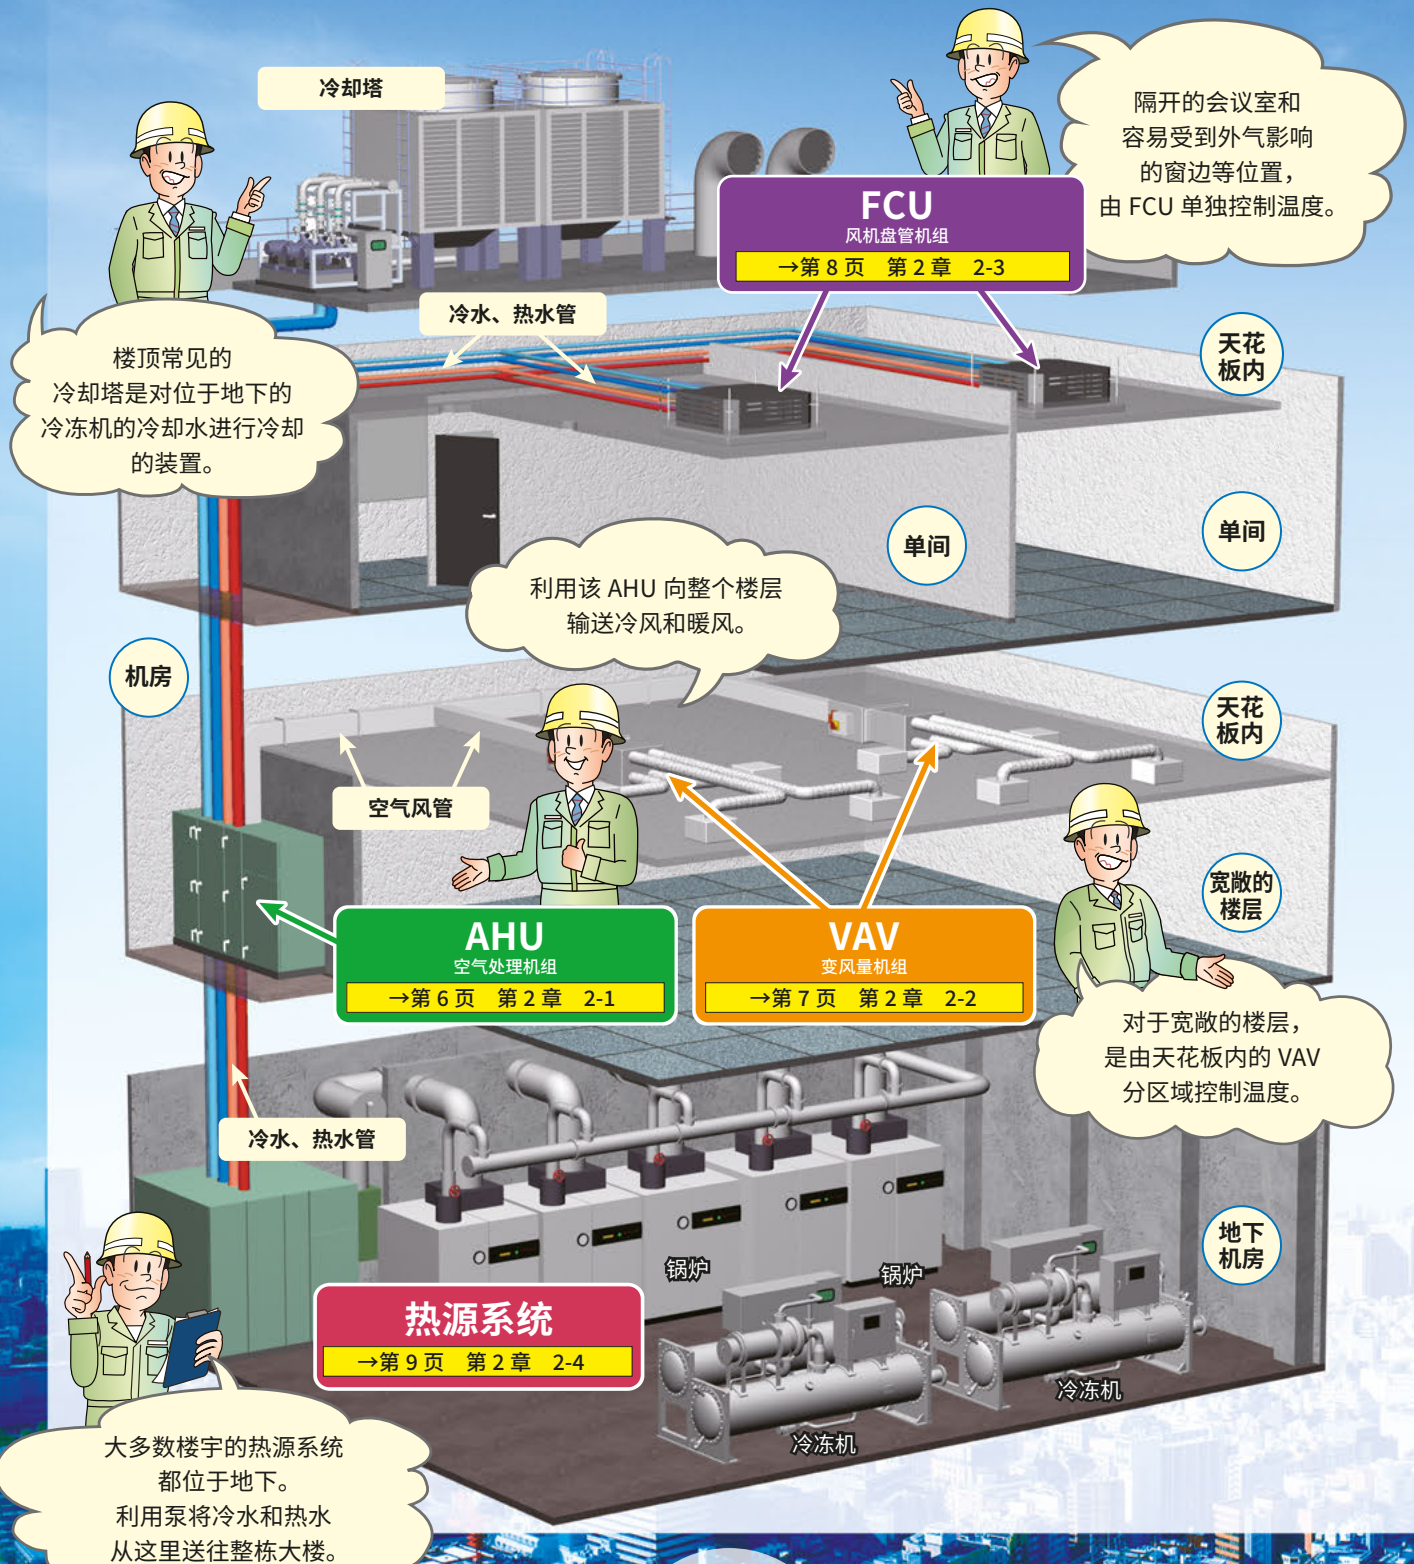 冷却塔
隔开的会议室和
容易受到外气影响
的窗边等位置，
由 FCU 单独控制温度。
FCU
风机盘管机组
→第 8 页　第 2 章　2-3
冷水、热水管
天花
板内
楼顶常见的
冷却塔是对位于地下的
冷冻机的冷却水进行冷却
的装置。
单间
单间
利用该 AHU 向整个楼层
输送冷风和暖风。
机房
天花
板内
空气风管
宽敞的
楼层
AHU
空气处理机组
→第 6 页　第 2 章　2-1
VAV
变风量机组
→第 7 页　第 2 章　2-2
对于宽敞的楼层，
是由天花板内的 VAV
分区域控制温度。
冷水、热水管
地下
机房
锅炉
锅炉
热源系统
→第 9 页　第 2 章　2-4
冷冻机
冷冻机
大多数楼宇的热源系统
都位于地下。
利用泵将冷水和热水
从这里送往整栋大楼。